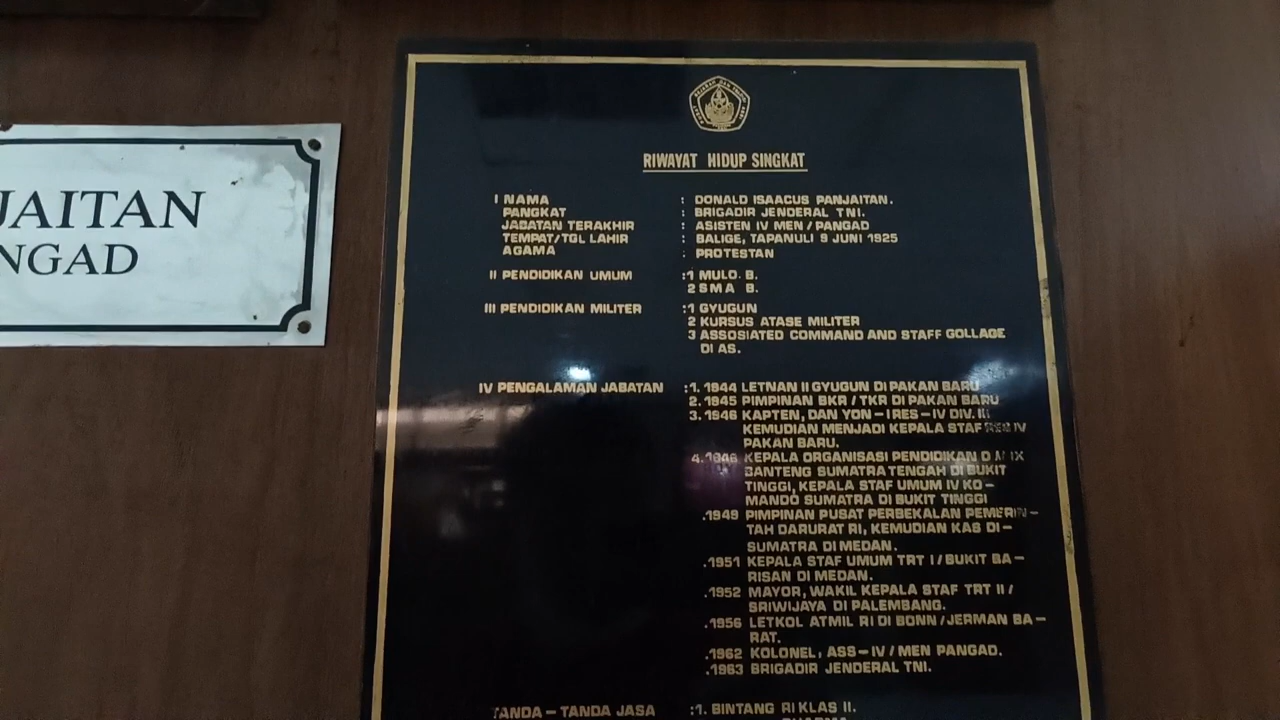 JAITAN
NGAD
RIWAYAT HIDUP SINGKAT
I NAMA : DONALD ISAACUS PANJAITAN.
PANGKAT : BRIGADIR JENDERAL TNI.
JABATAN TERAKHIR : ASISTEN IV MEN / PANGAD
TEMPAT/TGL LAHIR : BALIGE, TAPANULI 9 JUNI 1925
AGAMA : PROTESTAN
II PENDIDIKAN UMUM :1 MULO. B.
2 SMA B.
III PENDIDIKAN MILITER :1 GYUGUN
2 KURSUS ATASE MILITER
3 ASSOSIATED COMMAND AND STAFF GOLLAGE
DI AS.
IV PENGALAMAN JABATAN :1. 1944 LETNAN II GYUGUN DI PAKAN BARU
2. 1945 PIMPINAN BKR / TKR DI PAKAN BARU
3. 1946 KAPTEN, DAN YON – I RES – IV DIV. III
KEMUDIAN MENJADI KEPALA STAF RES IV
PAKAN BARU.
4. 1948 KEPALA ORGANISASI PENDIDIKAN IX
BANTENG SUMATRA TENGAH DI BUKIT
TINGGI, KEPALA STAF UMUM IV KO –
MANDO SUMATRA DI BUKIT TINGGI
.1949 PIMPINAN PUSAT PERBEKALAN PEMERIN –
TAH DARURAT RI, KEMUDIAN KAS DI –
SUMATRA DI MEDAN.
.1951 KEPALA STAF UMUM TRT I / BUKIT BA –
RISAN DI MEDAN.
.1952 MAYOR, WAKIL KEPALA STAF TRT II /
SRIWIJAYA DI PALEMBANG.
.1956 LETKOL ATMIL RI DI BONN / JERMAN BA –
RAT.
.1962 KOLONEL, ASS – IV / MEN PANGAD.
.1963 BRIGADIR JENDERAL TNI.
TANDA – TANDA JASA :1. BINTANG RI KLAS II.